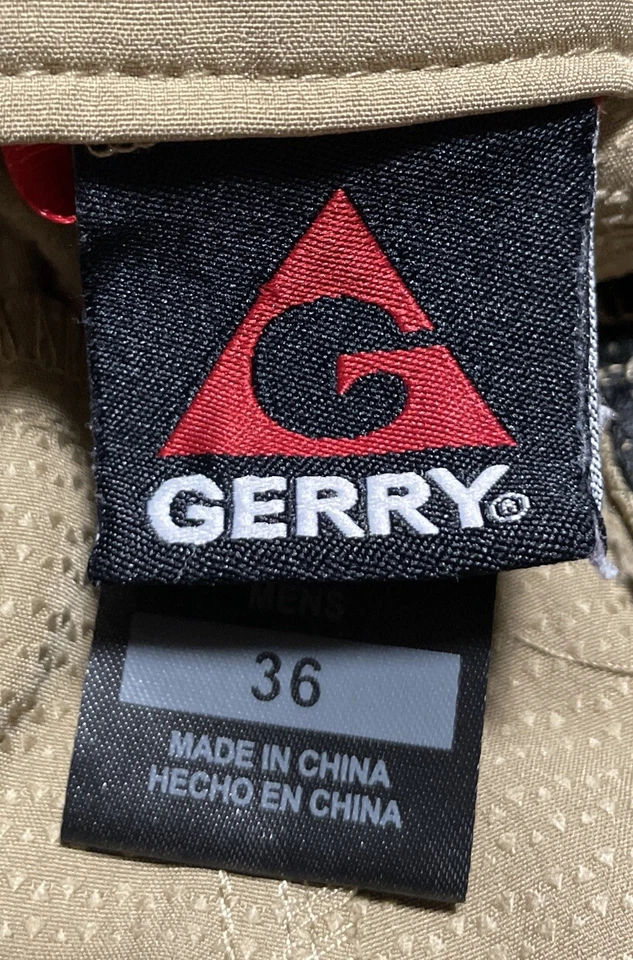 G
GERRY®
MENS
36
MADE IN CHINA
HECHO EN CHINA